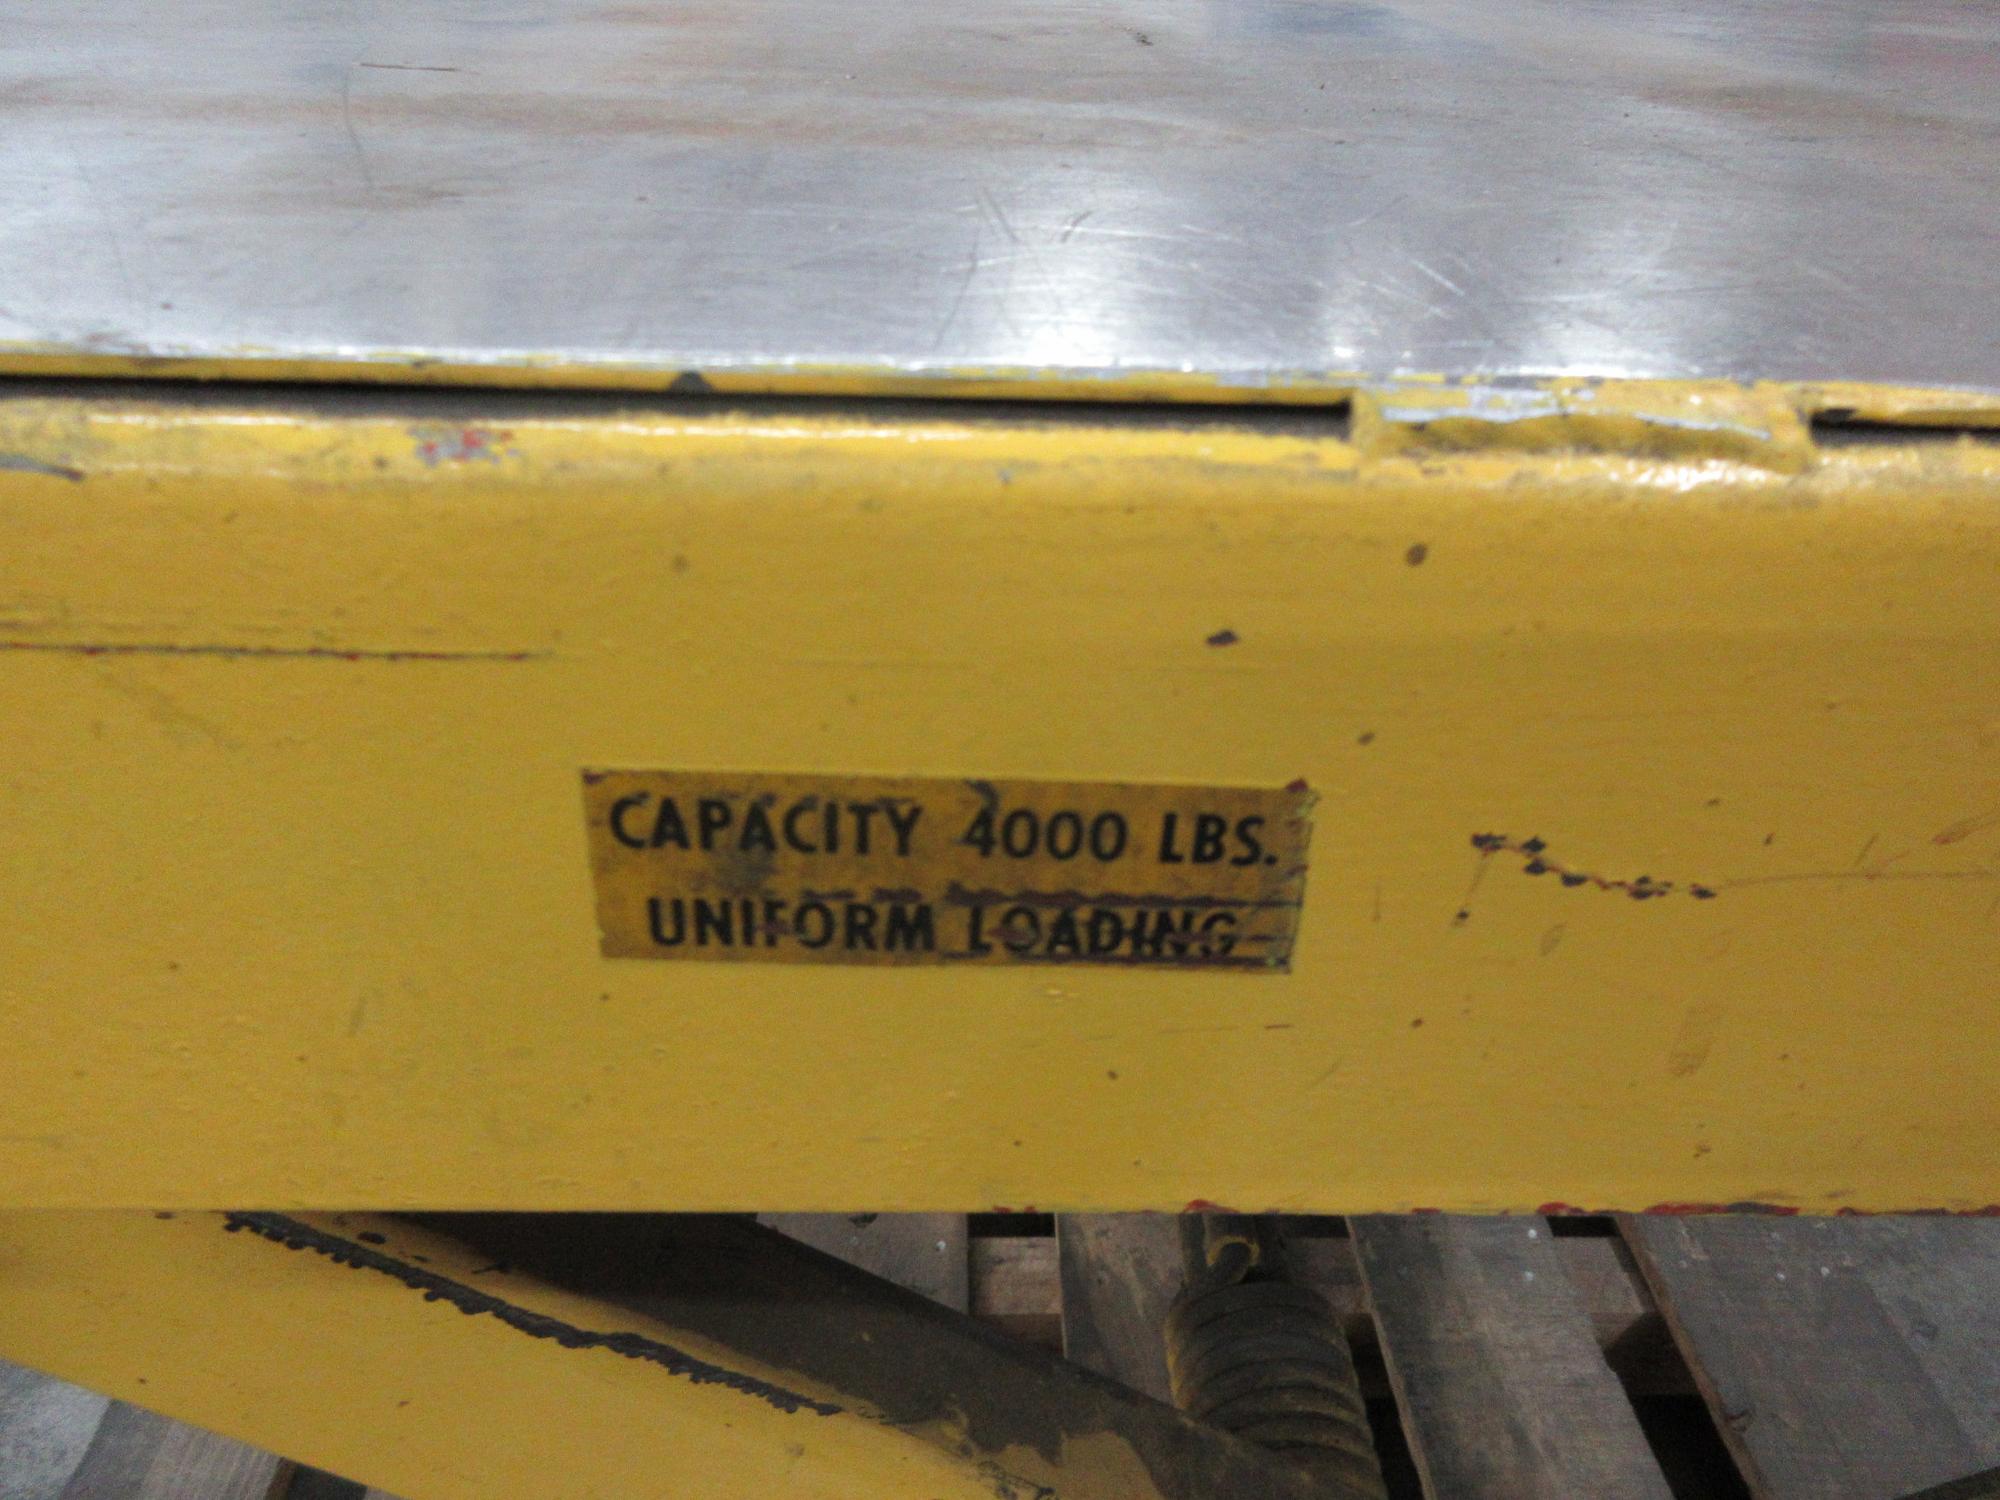 CAPACITY 4000 LBS.
UNIFORM LOADING